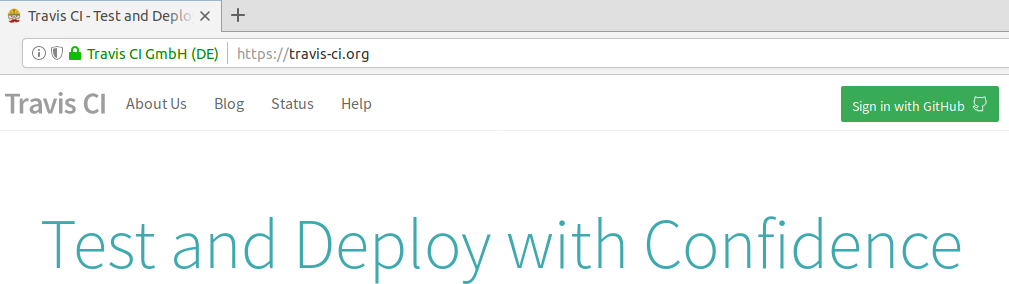 Travis CI - Test and Deplo
Travis CI GmbH (DE) https://travis-ci.org
Travis CI About Us Blog Status Help Sign in with GitHub
Test and Deploy with Confidence